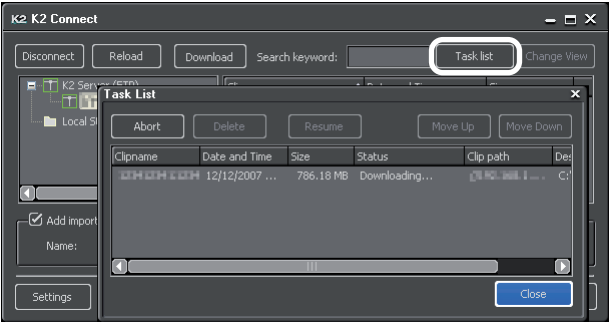 K2 K2 Connect
Disconnect Reload Download Search keyword: Task list Change View
K2 Server (FTP)
Task List
Abort Delete Resume Move Up Move Down
Clipname Date and Time Size Status Clip path Des
12/12/2007 ... 786.18 MB Downloading... C:\
Add import
Name:
Local
Settings Close